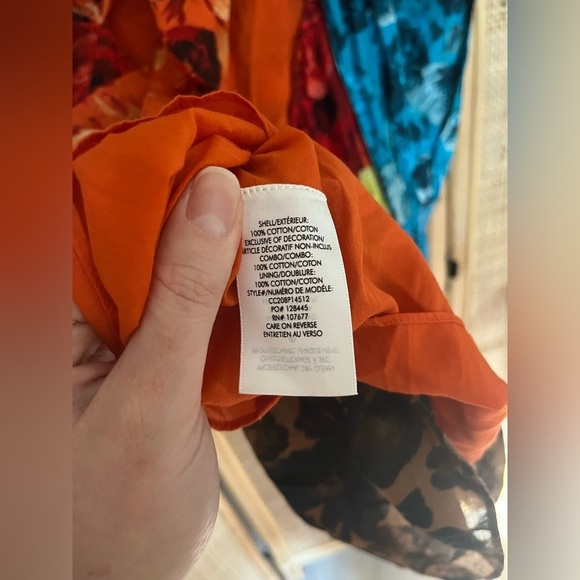 SHELL/EXTÉRIEUR:
100% COTTON/COTON
EXCLUSIVE OF DECORATION/
ARTICLE DÉCORATIF NON-INCLUS
COMBO/COMBO:
100% COTTON/COTON
LINING/DOUBLURE:
100% COTTON/COTON
STYLE#/NUMÉRO DE MODÈLE:
CC208P14512
PO# 128445
RN# 107677
CARE ON REVERSE
ENTRETIEN AU VERSO